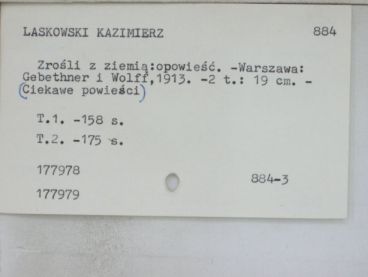 LASKOWSKI KAZIMIERZ 884
Zrośli z ziemią:opowieść. -Warszawa:
Gebethner i Wolff,1913. -2 t.: 19 cm. -
(Ciekawe powieści)
T.1. -158 s.
T.2. -175 s.
177978
884-3
177979